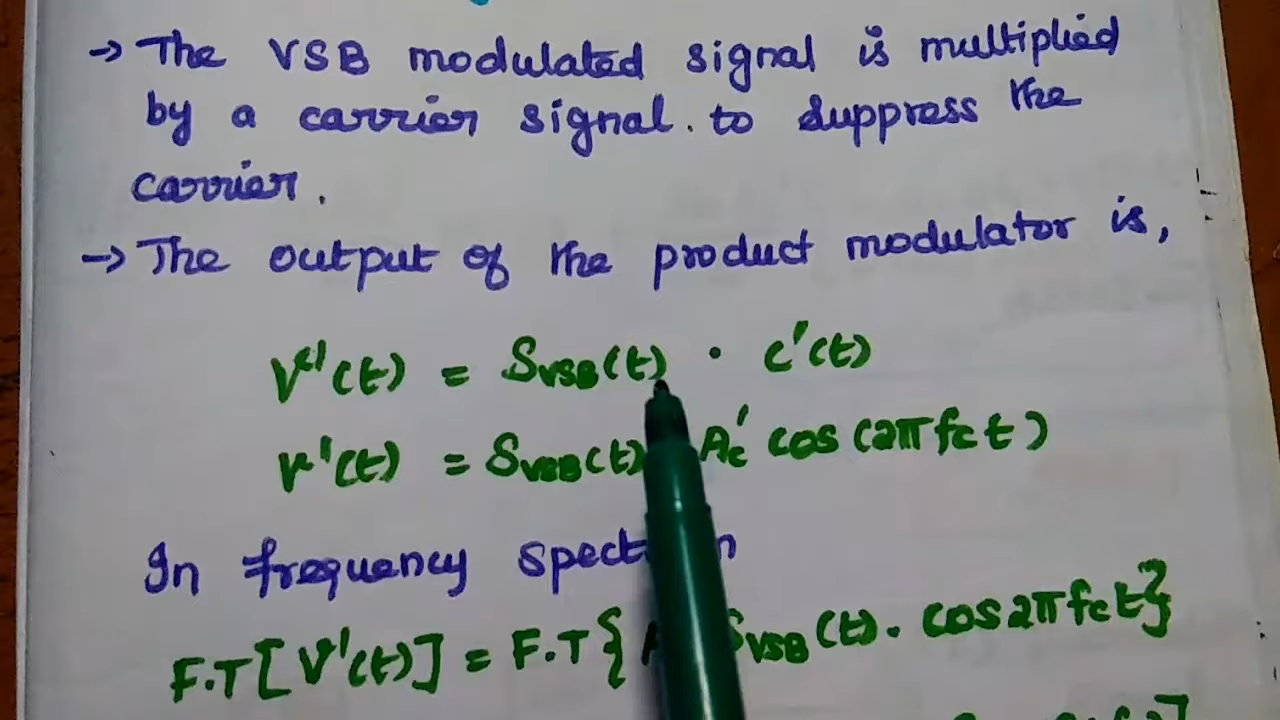 → The VSB modulated signal is multiplied
by a carrier signal. to suppress the
carrier.
→ The output of the product modulator is,
V'(t) = SVSB(t) · c'(t)
V'(t) = SVSB(t) Ac' cos (2πfct)
In frequency
F.T[V'(t)] = F.T{ SVSB(t). cos2πfct}